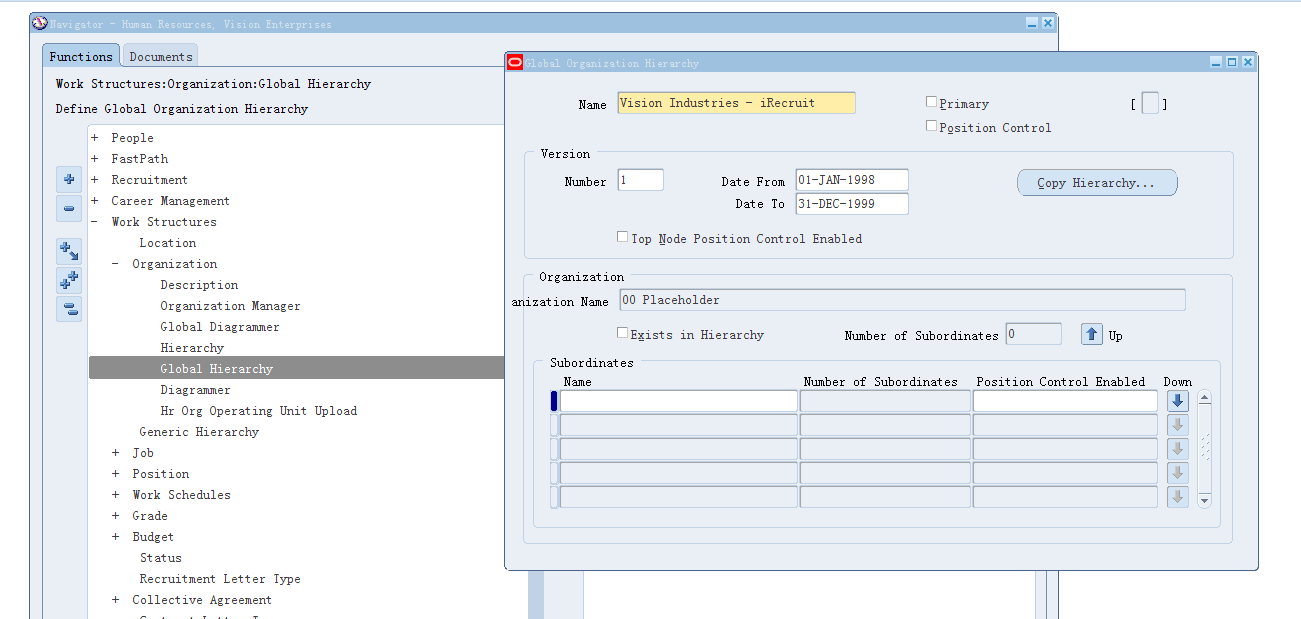 Navigator - Human Resources, Vision Enterprises
Functions
Documents
Work Structures:Organization:Global Hierarchy
Define Global Organization Hierarchy
+ People
+ FastPath
+ Recruitment
+ Career Management
- Work Structures
Location
- Organization
Description
Organization Manager
Global Diagrammer
Hierarchy
Global Hierarchy
Diagrammer
Hr Org Operating Unit Upload
Generic Hierarchy
+ Job
+ Position
+ Work Schedules
+ Grade
+ Budget
Status
Recruitment Letter Type
+ Collective Agreement
Global Organization Hierarchy
Name Vision Industries - iRecruit
Primary
[ ]
Position Control
Version
Number 1
Date From 01-JAN-1998
Copy Hierarchy...
Date To 31-DEC-1999
Top Node Position Control Enabled
Organization
anization Name 00 Placeholder
Exists in Hierarchy
Number of Subordinates 0
Up
Subordinates
Name Number of Subordinates Position Control Enabled Down